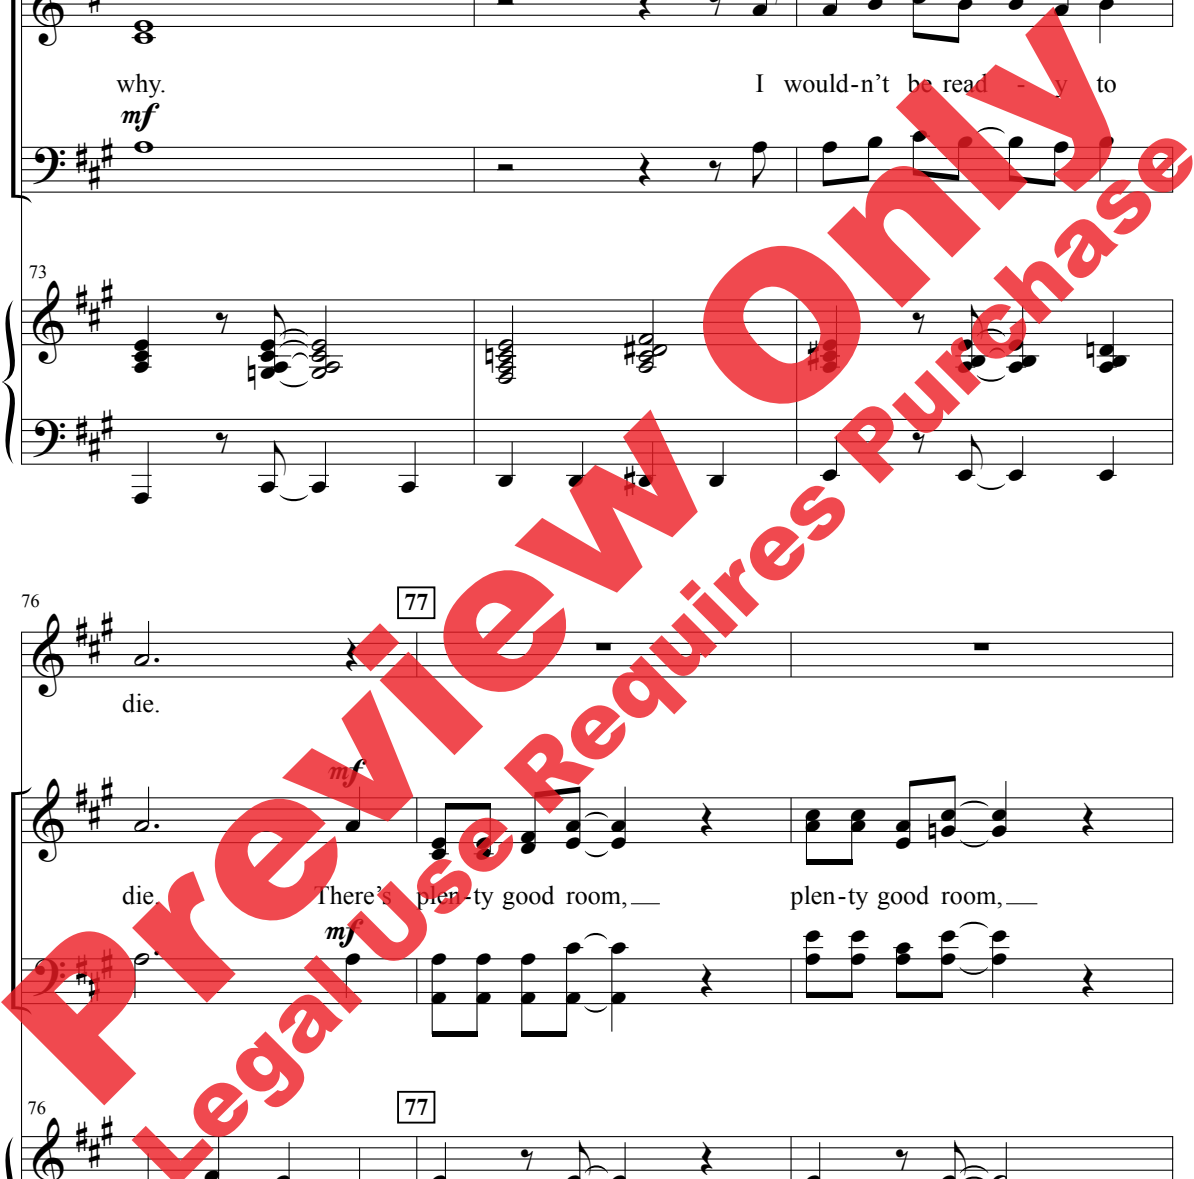 why. I would-n't be read - y to
mf
73
76
77
die.
mf
die. There's plen-ty good room, plen-ty good room,
mf
76
77
Preview Only
Legal Use Requires Purchase